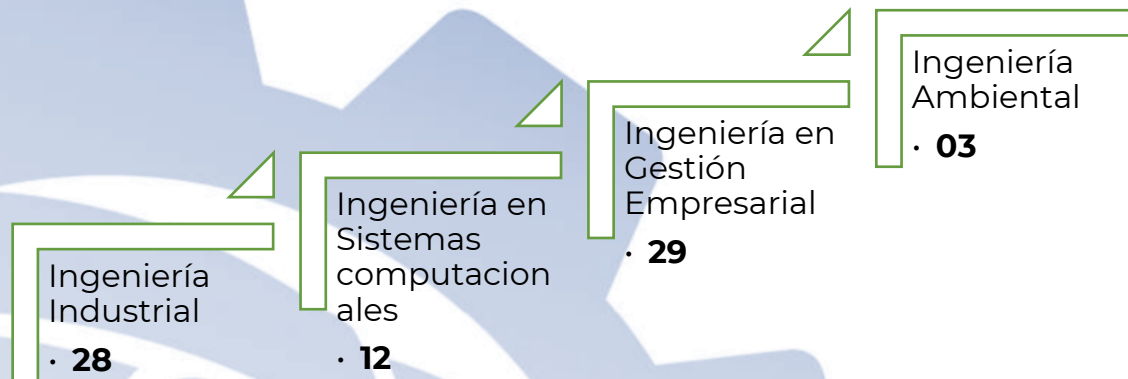 Ingeniería
Industrial
· 28
Ingeniería en
Sistemas
computacion
ales
· 12
Ingeniería en
Gestión
Empresarial
· 29
Ingeniería
Ambiental
· 03